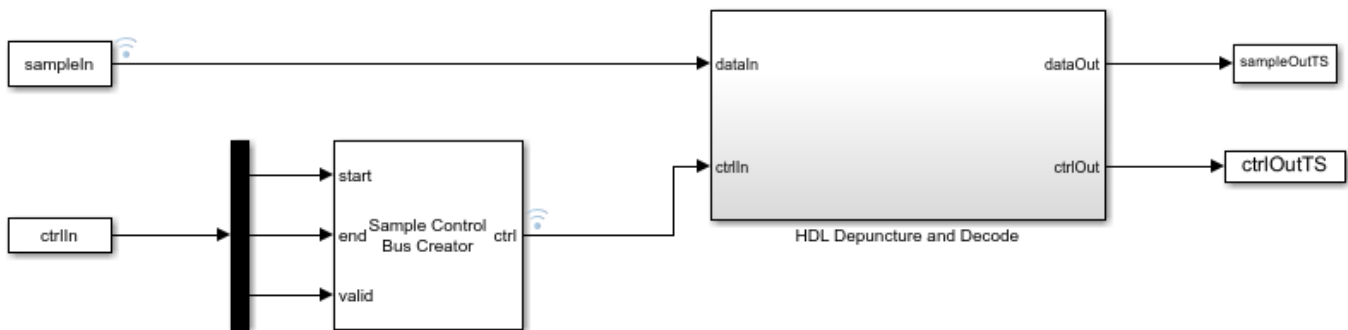 sampleIn
dataIn
dataOut
sampleOutTS
ctrlIn
ctrlOut
ctrlOutTS
HDL Depuncture and Decode
ctrlIn
start
end
valid
Sample Control
Bus Creator
ctrl